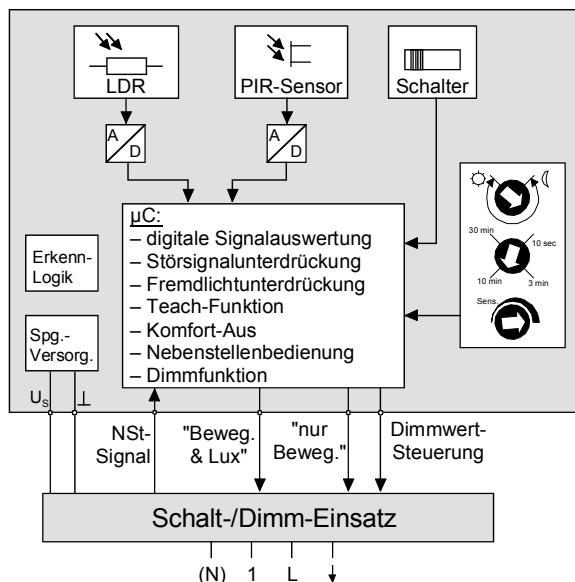 LDR
PIR-Sensor
Schalter
A
D
A
D
µC:
– digitale Signalauswertung
– Störsignalunterdrückung
– Fremdlichtunterdrückung
– Teach-Funktion
– Komfort-Aus
– Nebenstellenbedienung
– Dimmfunktion
30 min
10 sec
10 min
3 min
Sens.
Erkenn-
Logik
Spg.-
Versorg.
US
⊥
NSt-
Signal
"Beweg.
& Lux"
"nur
Beweg."
Dimmwert-
Steuerung
Schalt-/Dimm-Einsatz
(N)
1
L
↓